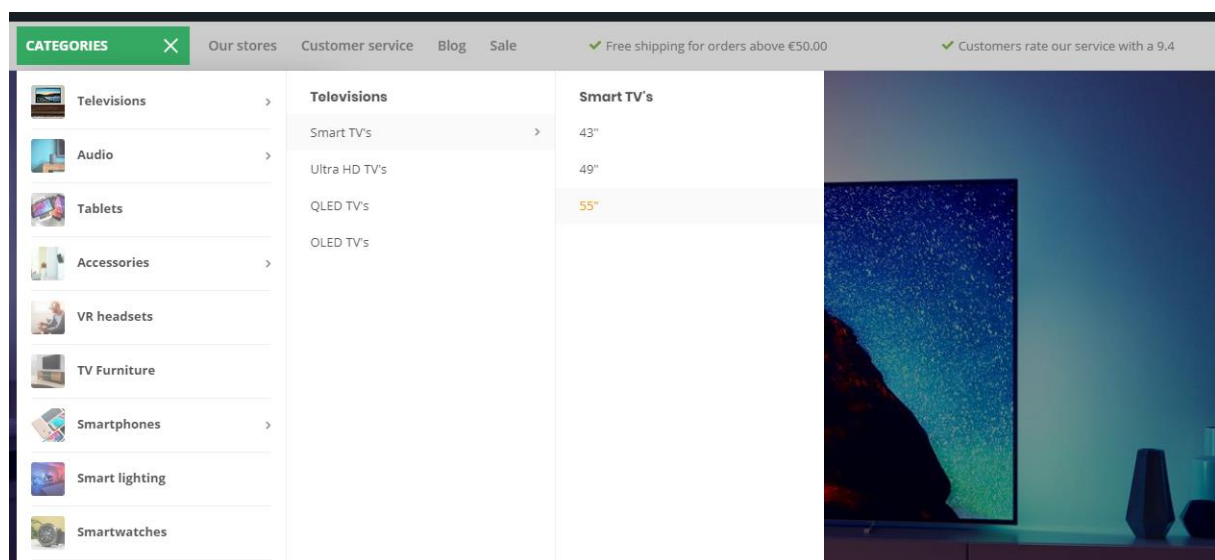 CATEGORIES
Our stores
Customer service
Blog
Sale
Free shipping for orders above €50.00
Customers rate our service with a 9.4
Televisions
Audio
Tablets
Accessories
VR headsets
TV Furniture
Smartphones
Smart lighting
Smartwatches
Televisions
Smart TV's
Ultra HD TV's
QLED TV's
OLED TV's
Smart TV's
43"
49"
55"